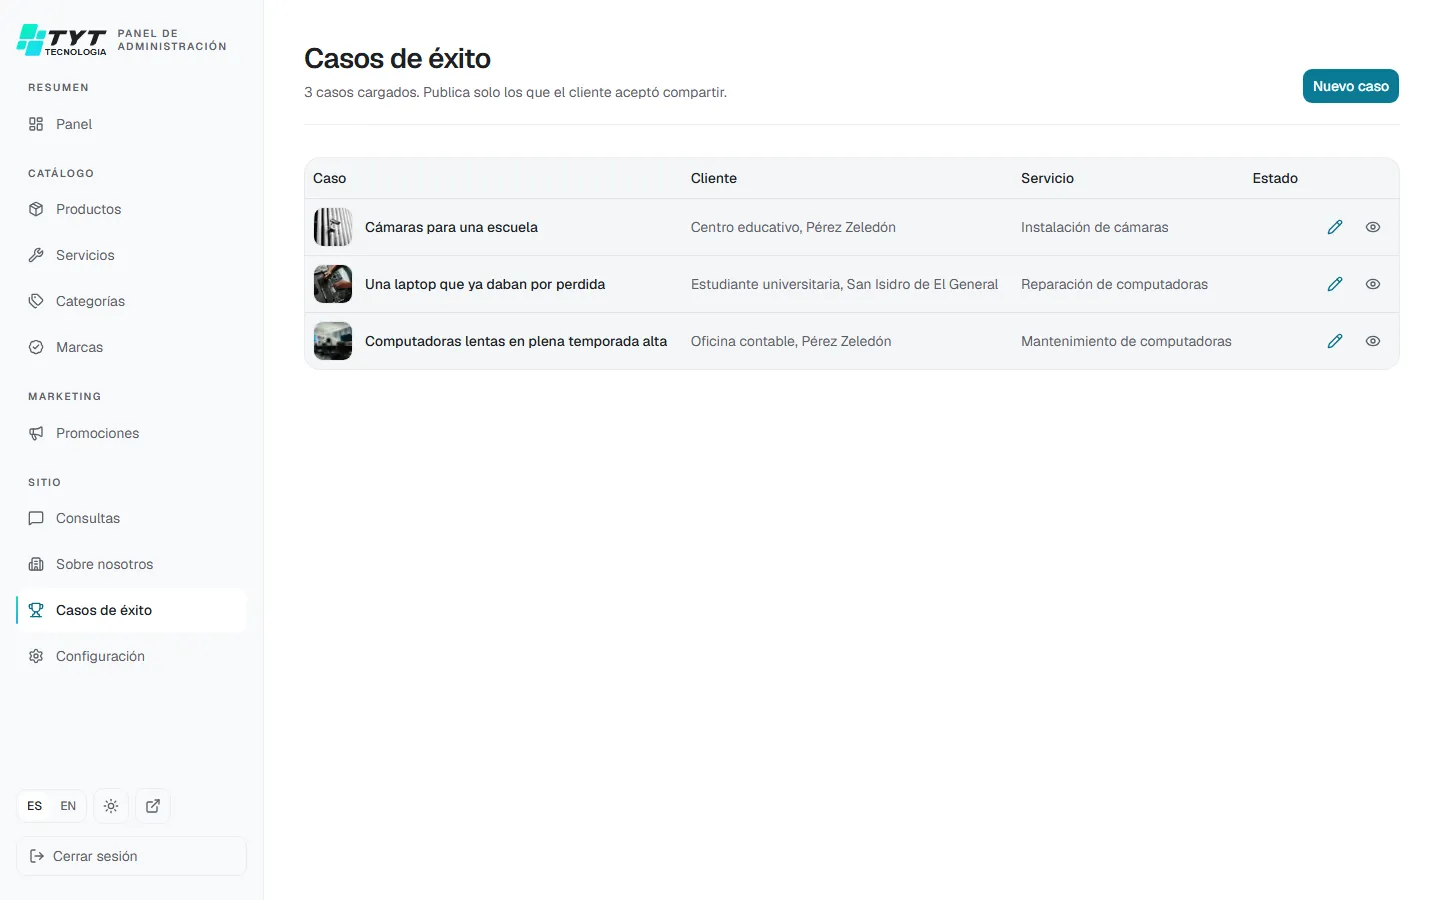 TYT
TECNOLOGIA
PANEL DE
ADMINISTRACIÓN
RESUMEN
Panel
CATÁLOGO
Productos
Servicios
Categorías
Marcas
MARKETING
Promociones
SITIO
Consultas
Sobre nosotros
Casos de éxito
Configuración
ES EN
Cerrar sesión
Casos de éxito
3 casos cargados. Publica solo los que el cliente aceptó compartir.
Nuevo caso
Caso Cliente Servicio Estado
Cámaras para una escuela Centro educativo, Pérez Zeledón Instalación de cámaras
Una laptop que ya daban por perdida Estudiante universitaria, San Isidro de El General Reparación de computadoras
Computadoras lentas en plena temporada alta Oficina contable, Pérez Zeledón Mantenimiento de computadoras